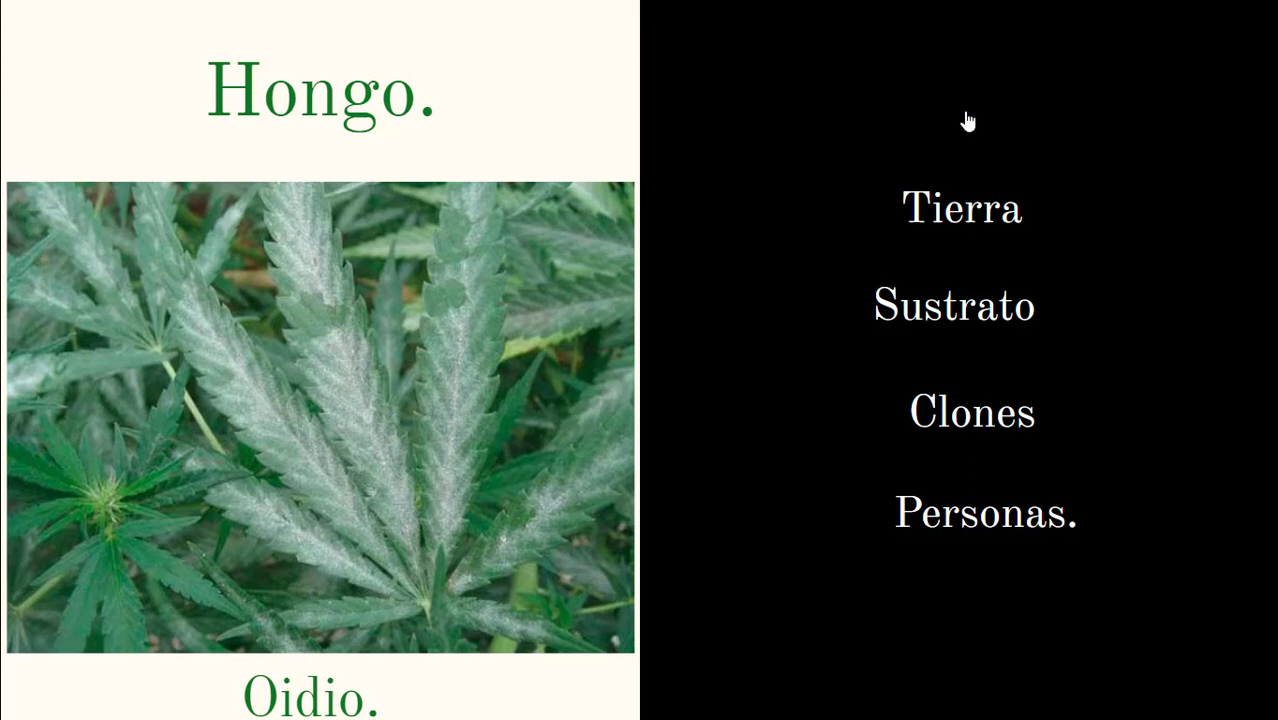 Hongo.
Oidio.
Tierra
Sustrato
Clones
Personas.